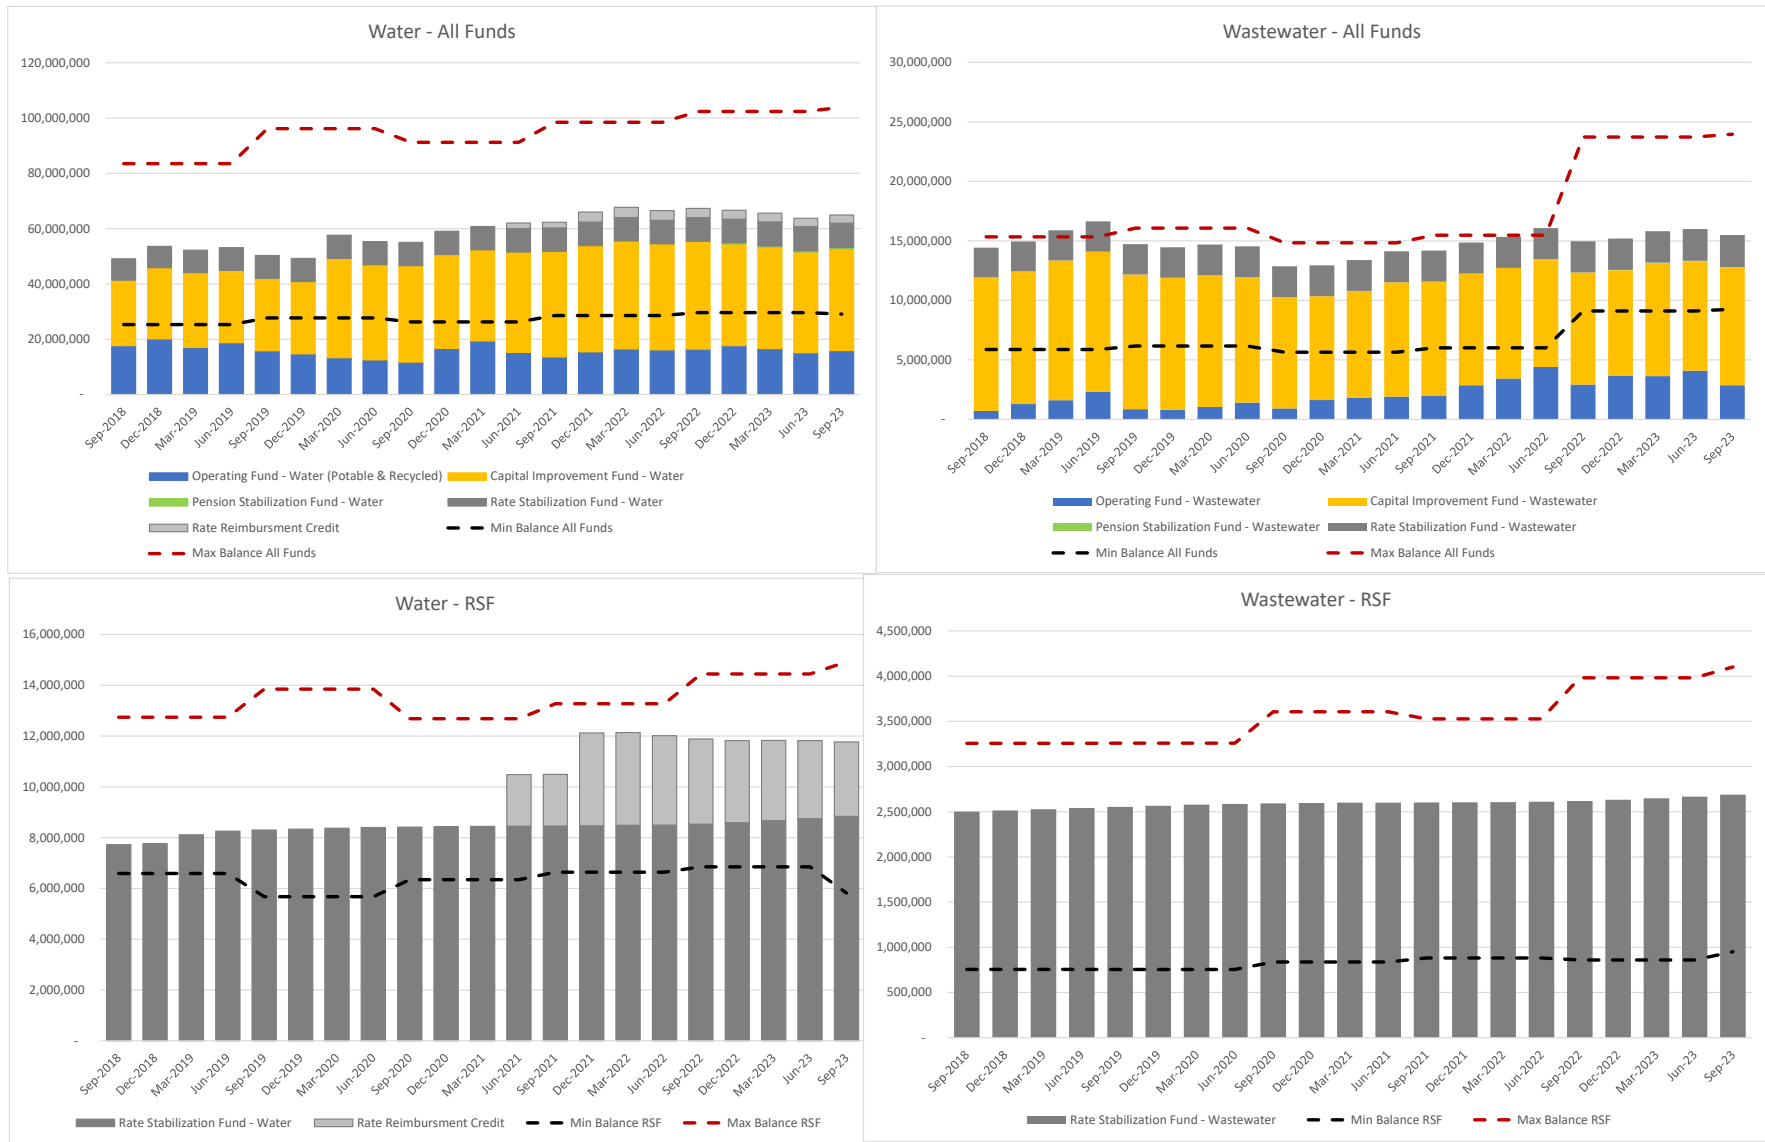 Water - All Funds
120,000,000
100,000,000
80,000,000
60,000,000
40,000,000
20,000,000
-
Sep-2018 Dec-2018 Mar-2019 Jun-2019 Sep-2019 Dec-2019 Mar-2020 Jun-2020 Sep-2020 Dec-2020 Mar-2021 Jun-2021 Sep-2021 Dec-2021 Mar-2022 Jun-2022 Sep-2022 Dec-2022 Mar-2023 Jun-23 Sep-23
Operating Fund - Water (Potable & Recycled) Capital Improvement Fund - Water
Pension Stabilization Fund - Water Rate Stabilization Fund - Water
Rate Reimbursment Credit Min Balance All Funds
Max Balance All Funds
Wastewater - All Funds
30,000,000
25,000,000
20,000,000
15,000,000
10,000,000
5,000,000
-
Sep-2018 Dec-2018 Mar-2019 Jun-2019 Sep-2019 Dec-2019 Mar-2020 Jun-2020 Sep-2020 Dec-2020 Mar-2021 Jun-2021 Sep-2021 Dec-2021 Mar-2022 Jun-2022 Sep-2022 Dec-2022 Mar-2023 Jun-23 Sep-23
Operating Fund - Wastewater Capital Improvement Fund - Wastewater
Pension Stabilization Fund - Wastewater Rate Stabilization Fund - Wastewater
Min Balance All Funds Max Balance All Funds
Water - RSF
16,000,000
14,000,000
12,000,000
10,000,000
8,000,000
6,000,000
4,000,000
2,000,000
-
Sep-2018 Dec-2018 Mar-2019 Jun-2019 Sep-2019 Dec-2019 Mar-2020 Jun-2020 Sep-2020 Dec-2020 Mar-2021 Jun-2021 Sep-2021 Dec-2021 Mar-2022 Jun-2022 Sep-2022 Dec-2022 Mar-2023 Jun-23 Sep-23
Rate Stabilization Fund - Water Rate Reimbursment Credit Min Balance RSF Max Balance RSF
Wastewater - RSF
4,500,000
4,000,000
3,500,000
3,000,000
2,500,000
2,000,000
1,500,000
1,000,000
500,000
-
Sep-2018 Dec-2018 Mar-2019 Jun-2019 Sep-2019 Dec-2019 Mar-2020 Jun-2020 Sep-2020 Dec-2020 Mar-2021 Jun-2021 Sep-2021 Dec-2021 Mar-2022 Jun-2022 Sep-2022 Dec-2022 Mar-2023 Jun-23 Sep-23
Rate Stabilization Fund - Wastewater Min Balance RSF Max Balance RSF